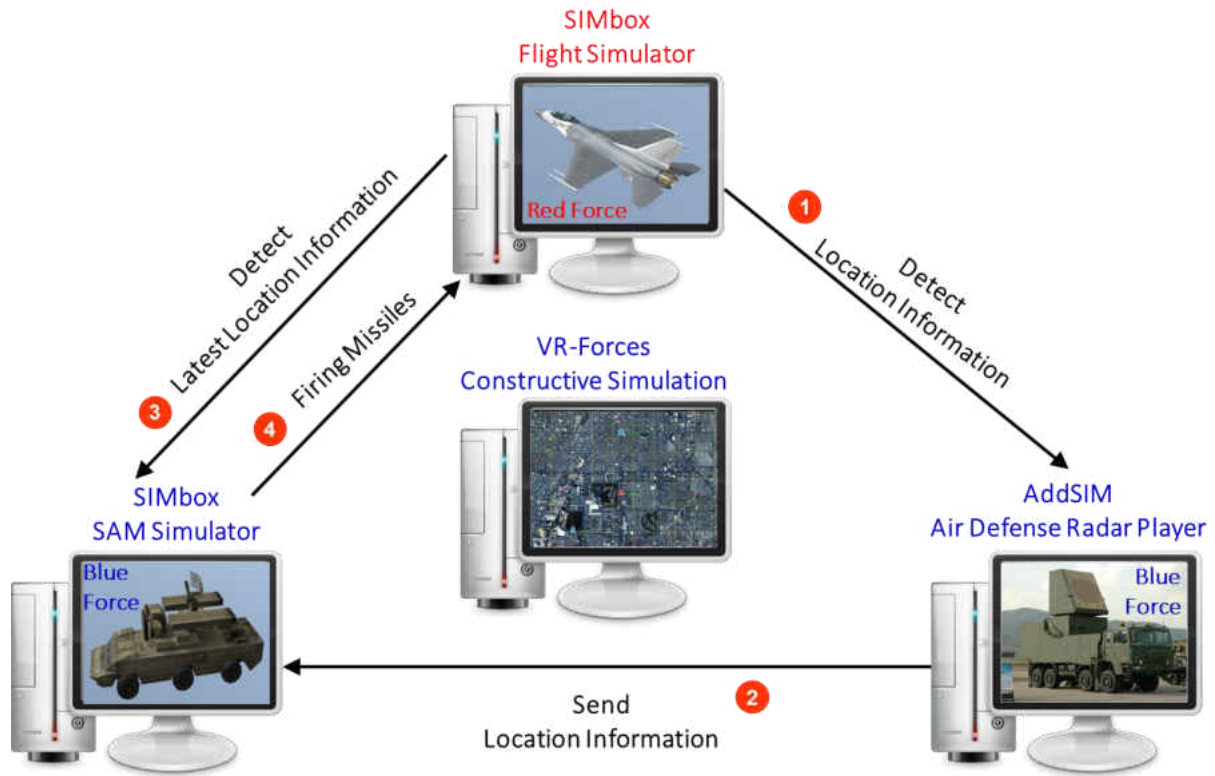 SIMbox
Flight Simulator
Red Force
1
Detect
Location Information
Detect
Latest Location Information
3
Firing Missiles
4
VR-Forces
Constructive Simulation
SIMbox
SAM Simulator
Blue
Force
AddSIM
Air Defense Radar Player
Blue
Force
2
Send
Location Information